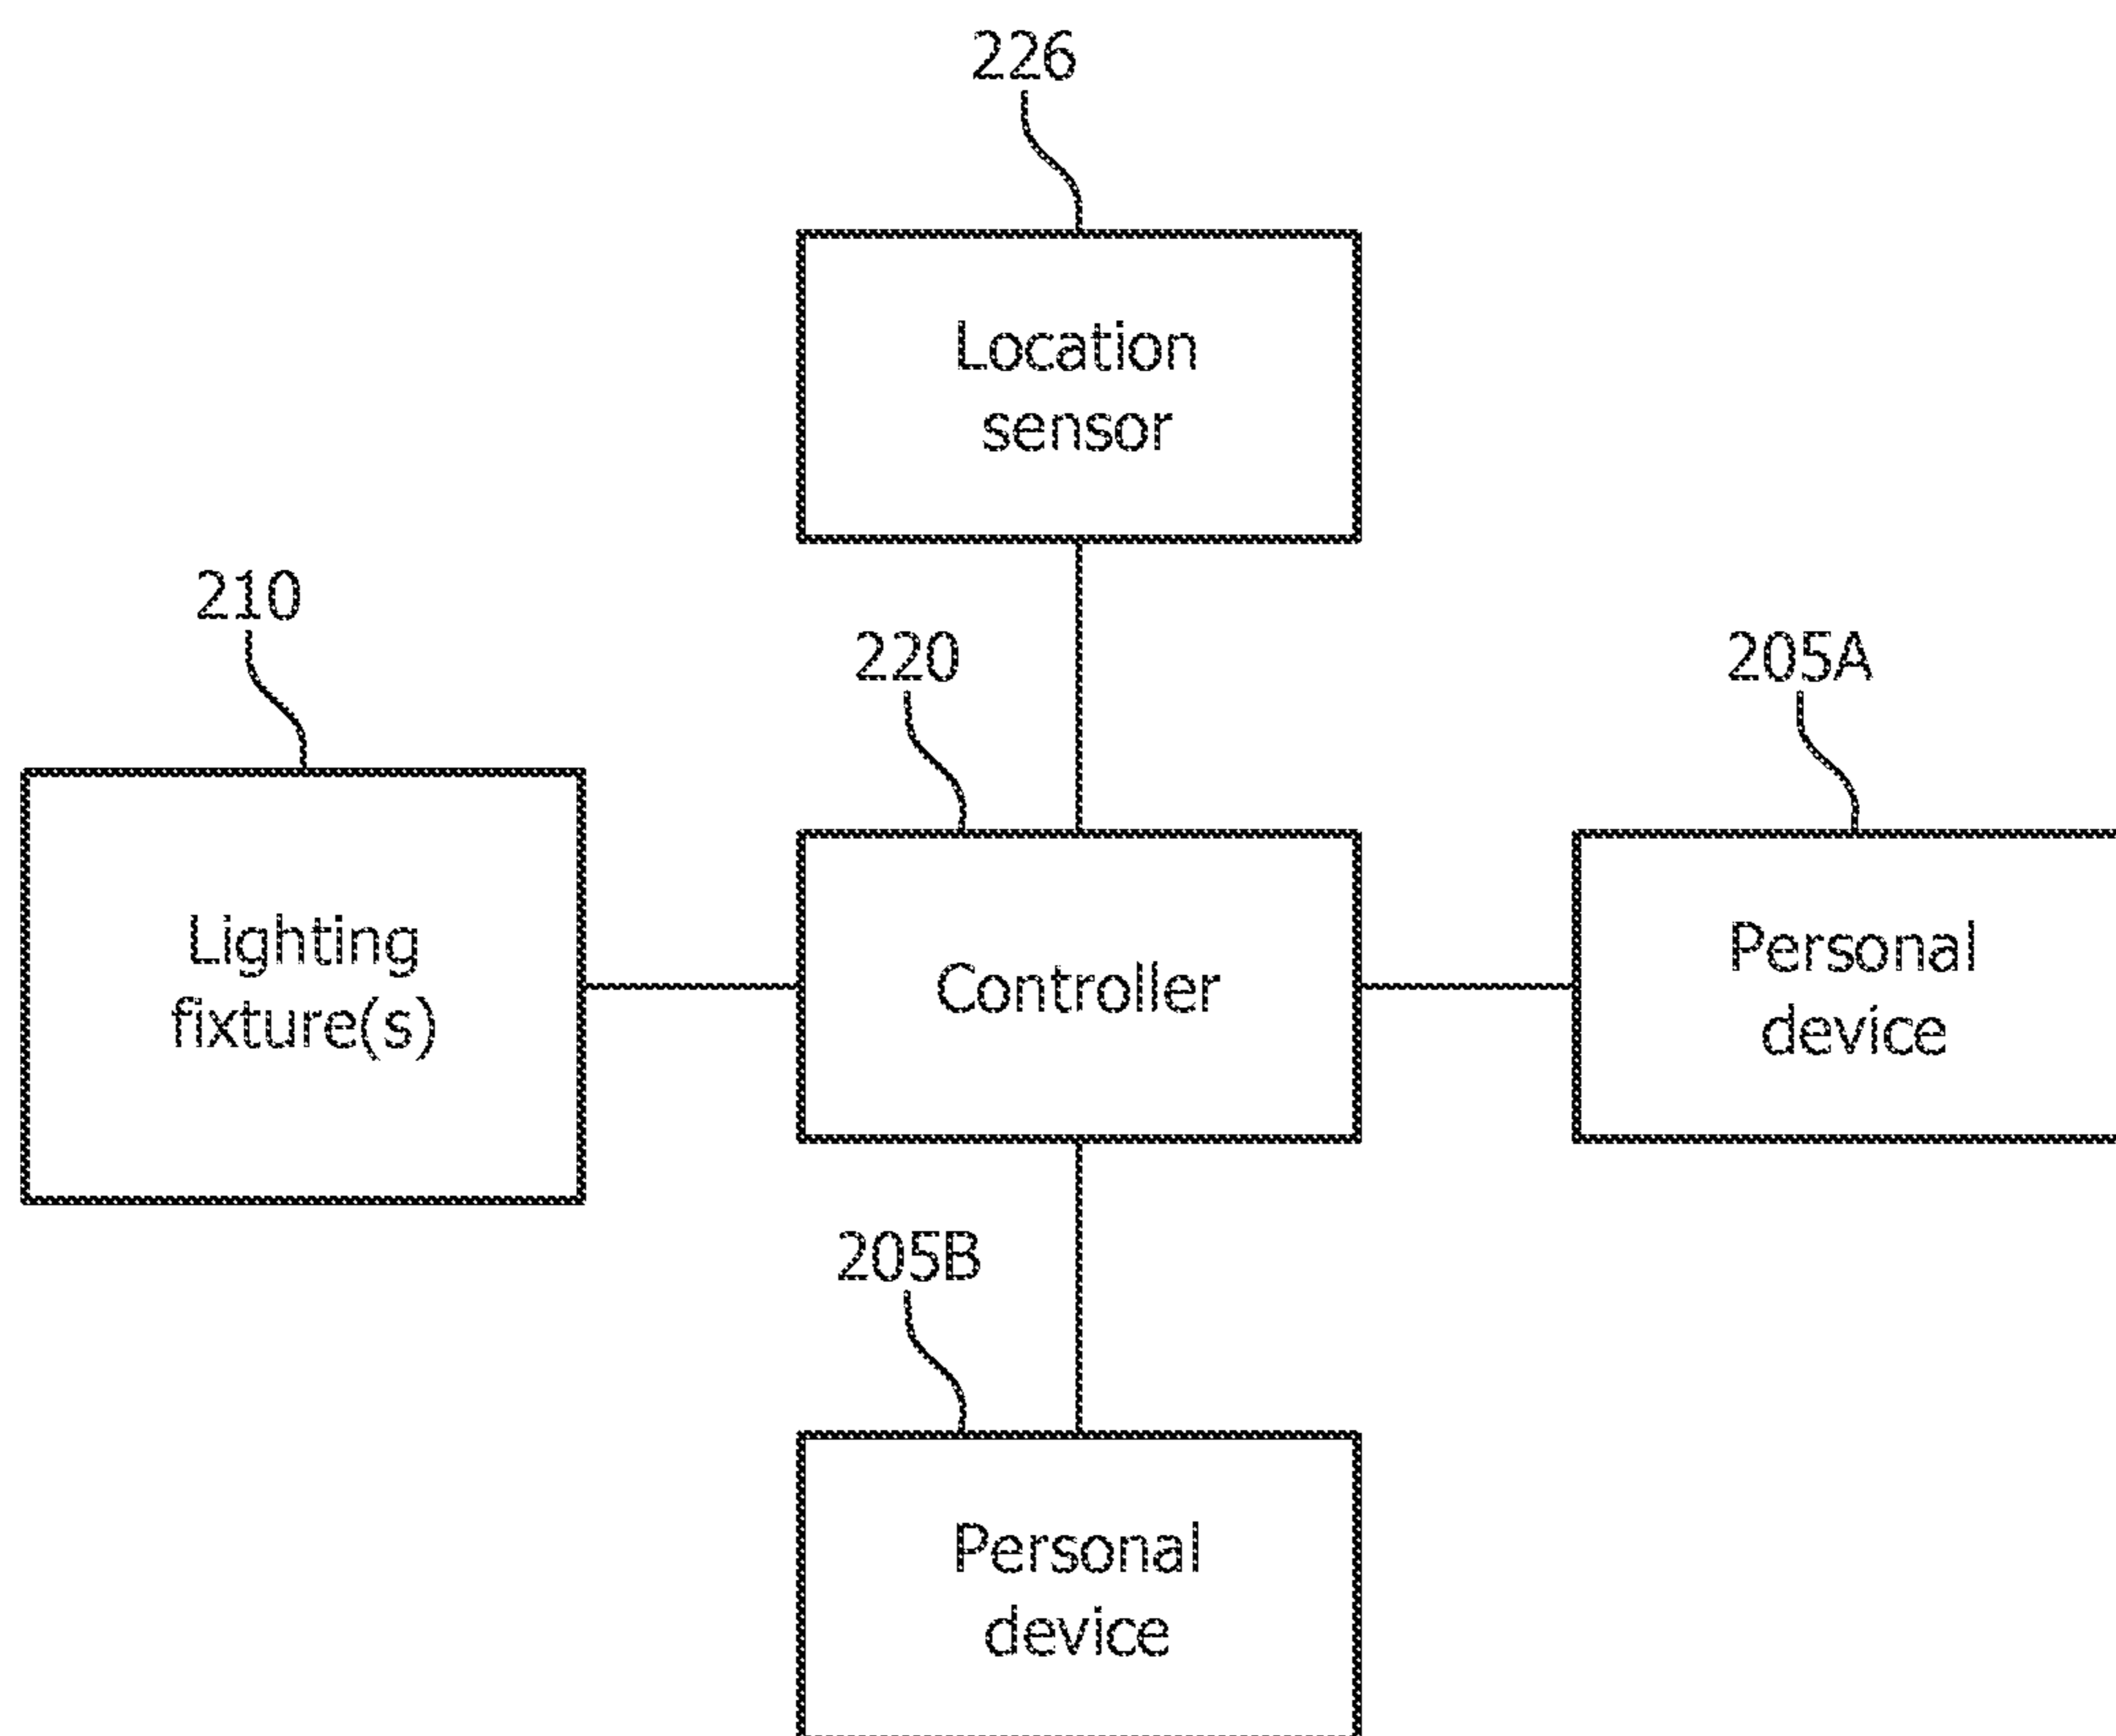 226
Location
sensor
210
220
205A
Lighting
fixture(s)
Controller
Personal
device
205B
Personal
device